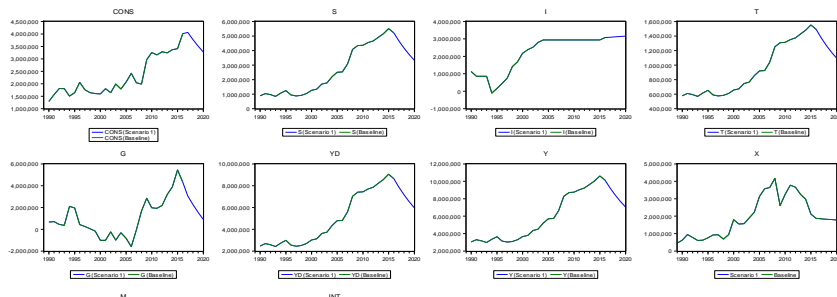 CONS
4,500,000
4,000,000
3,500,000
3,000,000
2,500,000
2,000,000
1,500,000
1,000,000
1990 1995 2000 2005 2010 2015 2020
CONS (Scenario 1)
CONS (Baseline)
S
6,000,000
5,000,000
4,000,000
3,000,000
2,000,000
1,000,000
0
1990 1995 2000 2005 2010 2015 2020
S (Scenario 1) S (Baseline)
I
4,000,000
3,000,000
2,000,000
1,000,000
0
-1,000,000
1990 1995 2000 2005 2010 2015 2020
I (Scenario 1) I (Baseline)
T
1,600,000
1,400,000
1,200,000
1,000,000
800,000
600,000
400,000
1990 1995 2000 2005 2010 2015 2020
T (Scenario 1) T (Baseline)
G
6,000,000
4,000,000
2,000,000
0
-2,000,000
1990 1995 2000 2005 2010 2015 2020
G (Scenario 1) G (Baseline)
YD
10,000,000
8,000,000
6,000,000
4,000,000
2,000,000
1990 1995 2000 2005 2010 2015 2020
YD (Scenario 1) YD (Baseline)
Y
12,000,000
10,000,000
8,000,000
6,000,000
4,000,000
2,000,000
1990 1995 2000 2005 2010 2015 2020
Y (Scenario 1) Y (Baseline)
X
5,000,000
4,000,000
3,000,000
2,000,000
1,000,000
0
1990 1995 2000 2005 2010 2015 2020
Scenario 1 Baseline
M
INT